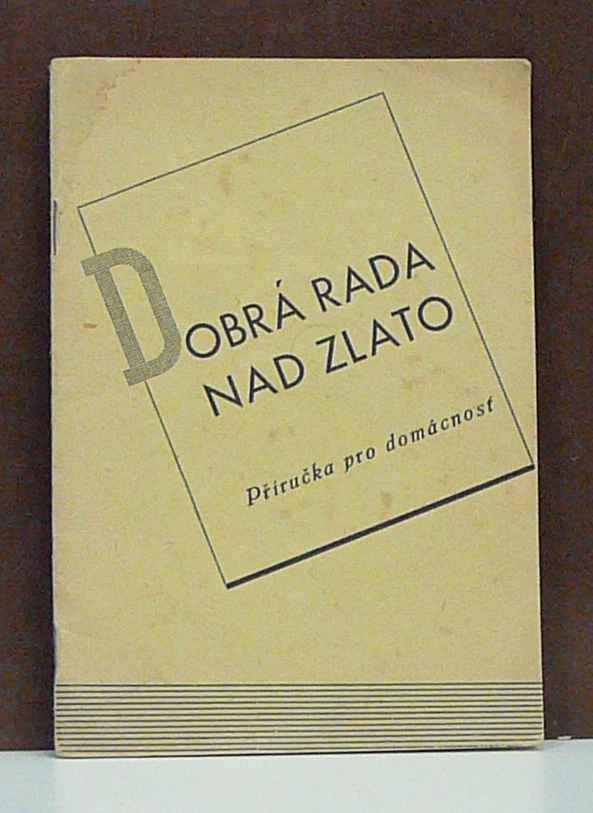 DOBRÁ RADA
NAD ZLATO
Příručka pro domácnost